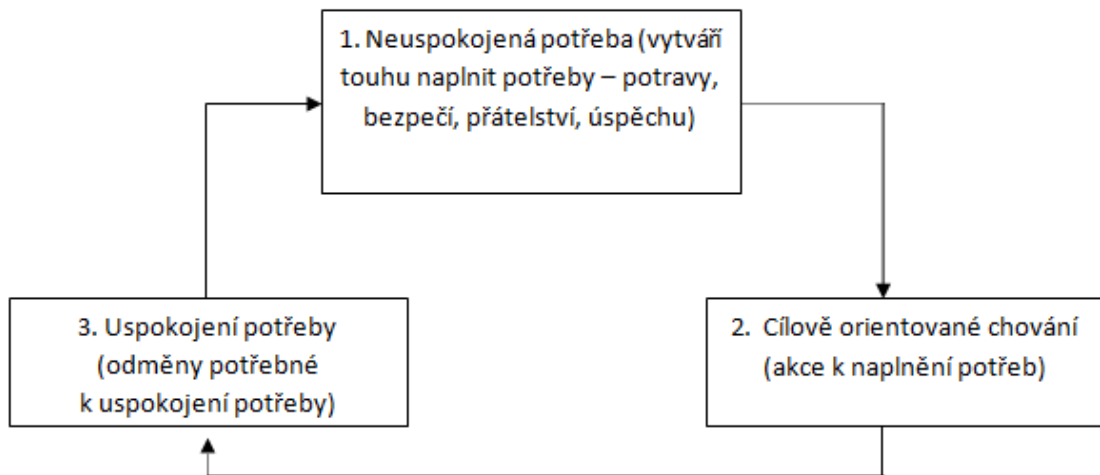 1. Neuspokojená potřeba (vytváří
touhu naplnit potřeby – potravy,
bezpečí, přátelství, úspěchu)
3. Uspokojení potřeby
(odměny potřebné
k uspokojení potřeby)
2. Cílově orientované chování
(akce k naplnění potřeb)